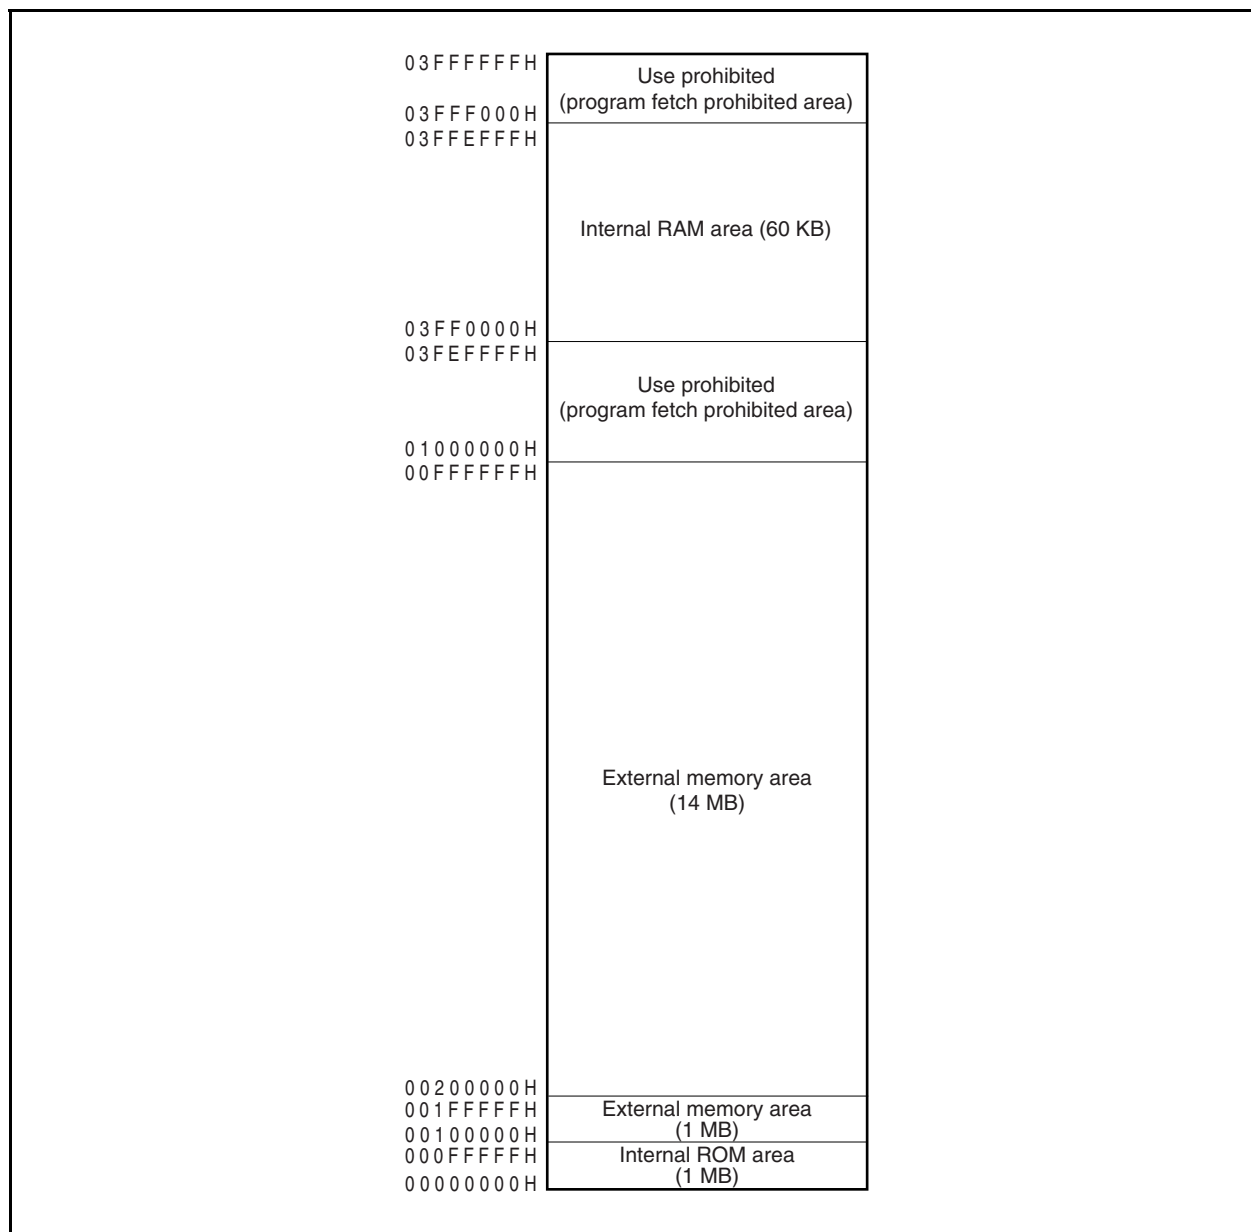 03FFFFFFH
Use prohibited
(program fetch prohibited area)
03FFF000H
03FFEFFFH
Internal RAM area (60 KB)
03FF0000H
03FEFFFFH
Use prohibited
(program fetch prohibited area)
01000000H
00FFFFFFH
External memory area
(14 MB)
00200000H
001FFFFFH
External memory area
(1 MB)
00100000H
000FFFFFH
Internal ROM area
(1 MB)
00000000H